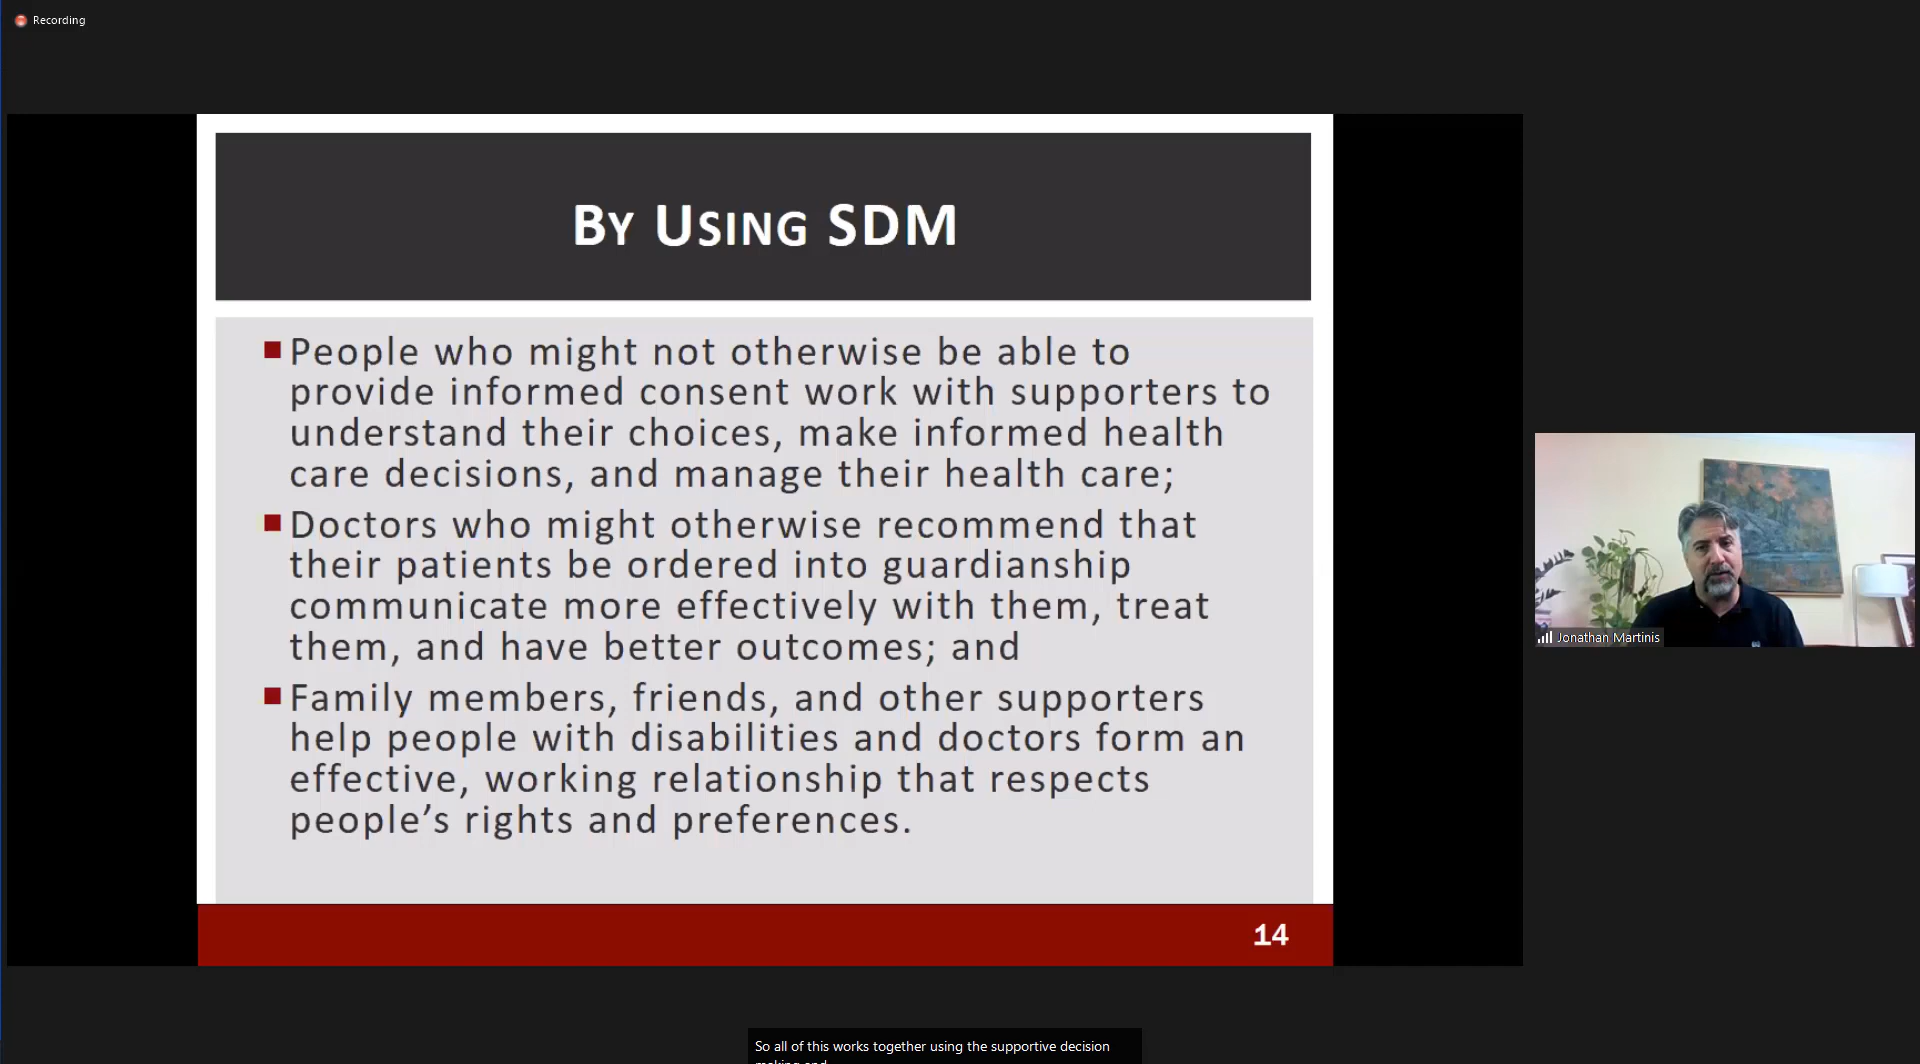 Recording
BY USING SDM
People who might not otherwise be able to
provide informed consent work with supporters to
understand their choices, make informed health
care decisions, and manage their health care;
Doctors who might otherwise recommend that
their patients be ordered into guardianship
communicate more effectively with them, treat
them, and have better outcomes; and
Family members, friends, and other supporters
help people with disabilities and doctors form an
effective, working relationship that respects
people’s rights and preferences.
14
Jonathan Martinis
So all of this works together using the supportive decision